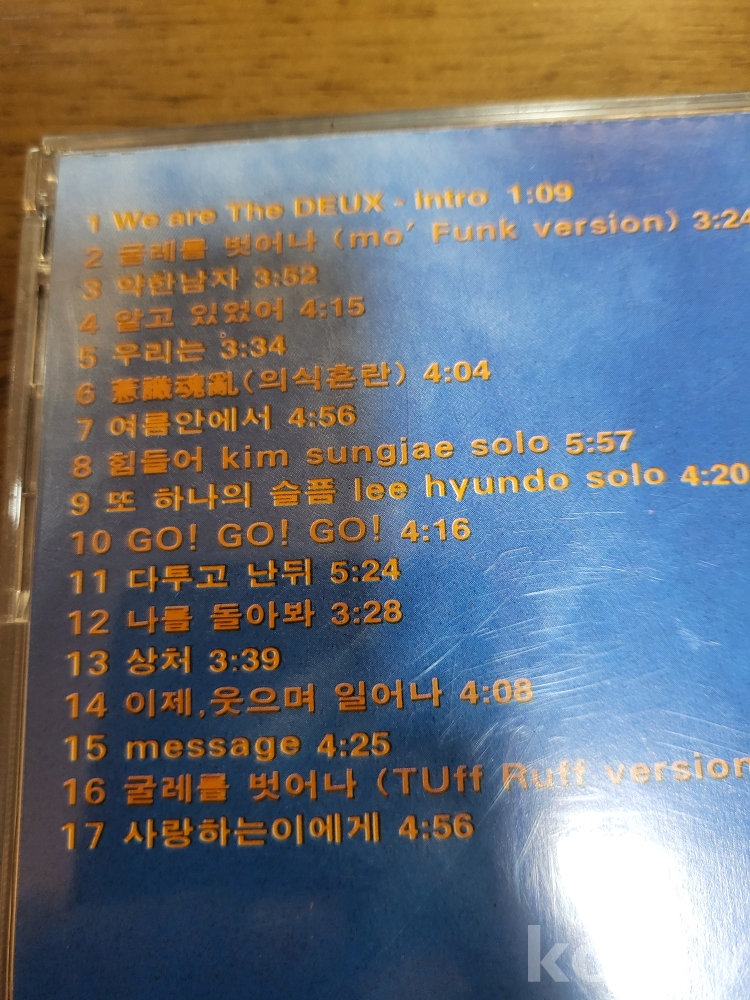 1 We are The DEUX - Intro 1:09
2 굴레를 벗어나 (mo' Funk version) 3:24
3 약한남자 3:52
4 알고 있었어 4:15
5 우리는 3:34
6 意識魂亂(의식혼란) 4:04
7 여름안에서 4:56
8 힘들어 kim sungjae solo 5:57
9 또 하나의 슬픔 lee hyundo solo 4:20
10 GO! GO! GO! 4:16
11 다투고 난뒤 5:24
12 나를 돌아봐 3:28
13 상처 3:39
14 이제,웃으며 일어나 4:08
15 message 4:25
16 굴레를 벗어나 (TUff Ruff version
17 사랑하는이에게 4:56